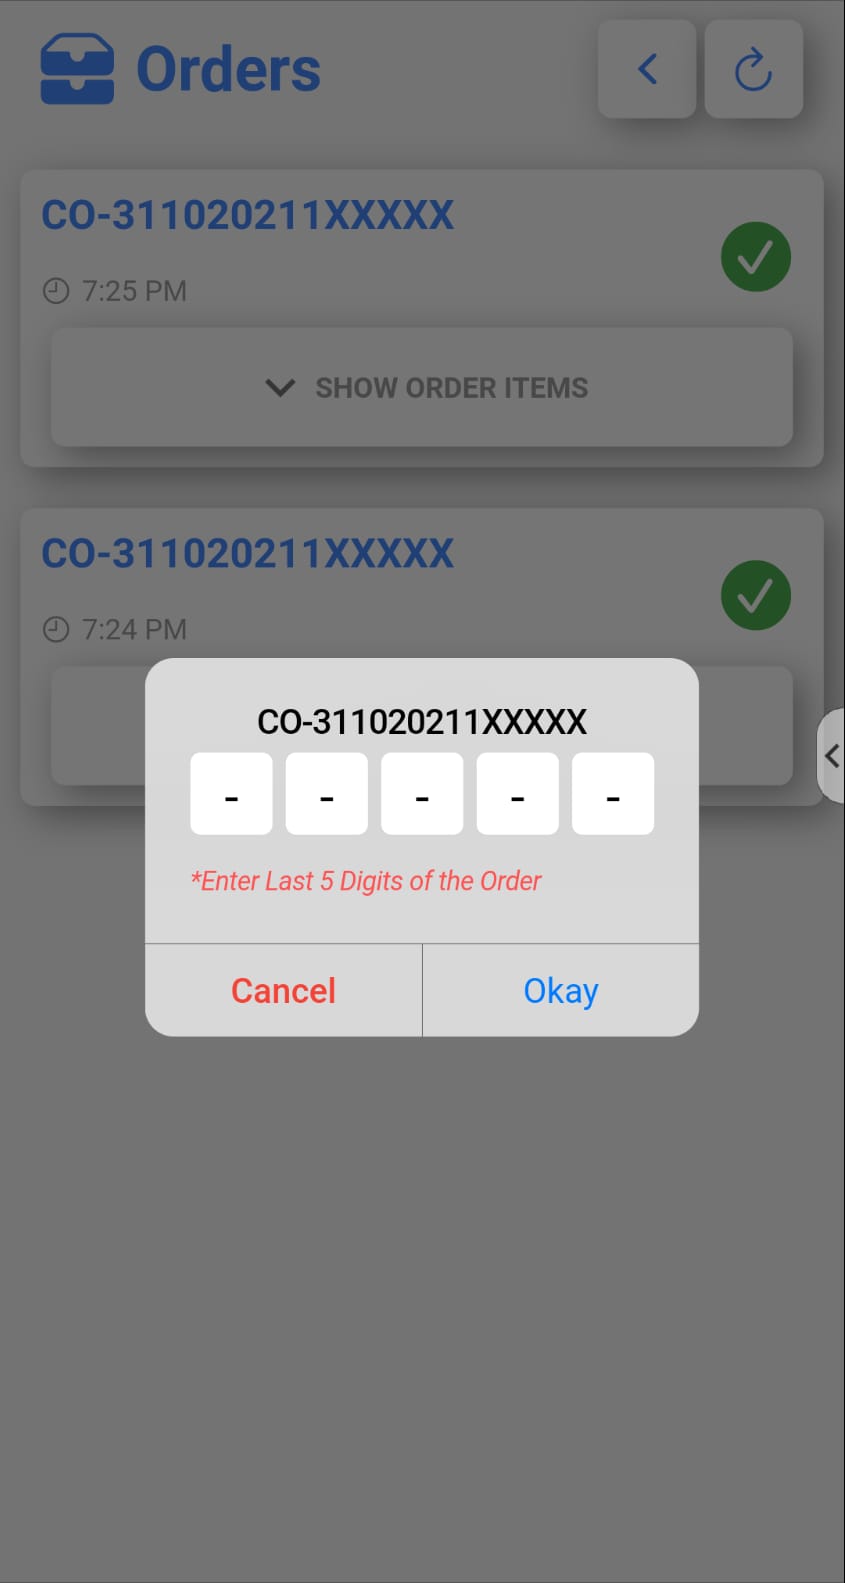 Orders
CO-311020211XXXXX
7:25 PM
SHOW ORDER ITEMS
CO-311020211XXXXX
7:24 PM
CO-311020211XXXXX
- - - - -
*Enter Last 5 Digits of the Order
Cancel Okay